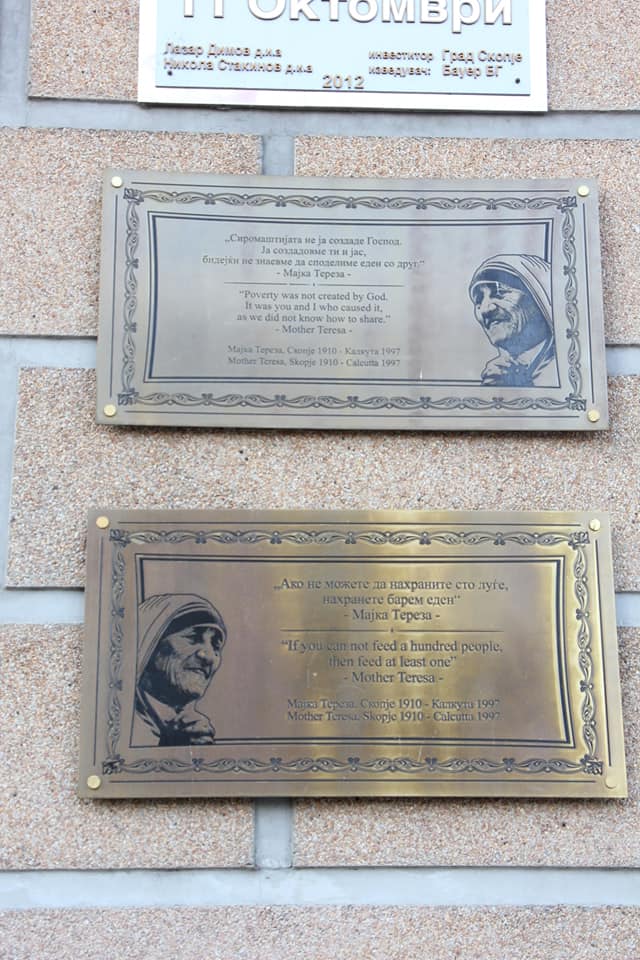 11 Октомври
Лазар Димов д.и.а
Никола Стакинов д.и.а
инвеститор Град Скопје
изведувач: Бауер БГ
2012
„Сиромаштијата не ја создаде Господ.
Ја создадовме ти и јас,
бидејќи не знаевме да споделиме еден со друг.“
- Мајка Тереза -
“Poverty was not created by God.
It was you and I who caused it,
as we did not know how to share.”
- Mother Teresa -
Мајка Тереза, Скопје 1910 - Калкута 1997
Mother Teresa, Skopje 1910 - Calcutta 1997
„Ако не можете да нахраните сто луѓе,
нахранете барем еден“
- Мајка Тереза -
“If you can not feed a hundred people,
then feed at least one”
- Mother Teresa -
Мајка Тереза, Скопје 1910 - Калкута 1997
Mother Teresa, Skopje 1910 - Calcutta 1997